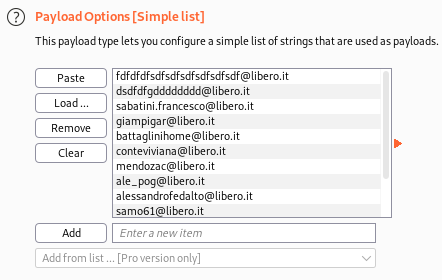 ?
Payload Options [Simple list]
This payload type lets you configure a simple list of strings that are used as payloads.
Paste
Load ...
Remove
Clear
fdfdfdfsdfsdfsdfsdfsdfsdf@libero.it
dsdfdfgdddddddd@libero.it
sabatini.francesco@libero.it
giampigar@libero.it
battaglinihome@libero.it
conteviviana@libero.it
mendozac@libero.it
ale_pog@libero.it
alessandrofedalto@libero.it
samo61@libero.it
Add
Enter a new item
Add from list ... [Pro version only]